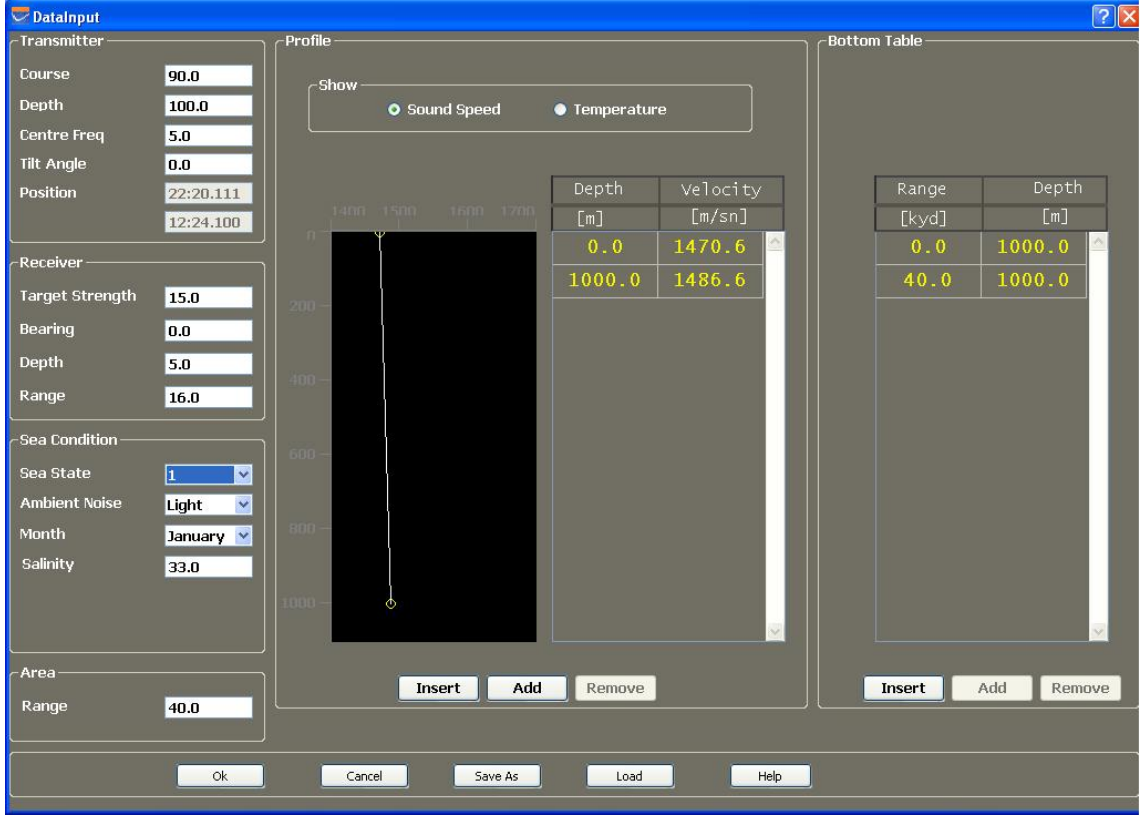 DataInput
Transmitter
Course 90.0
Depth 100.0
Centre Freq 5.0
Tilt Angle 0.0
Position 22:20.111
12:24.100
Receiver
Target Strength 15.0
Bearing 0.0
Depth 5.0
Range 16.0
Sea Condition
Sea State 1
Ambient Noise Light
Month January
Salinity 33.0
Area
Range 40.0
Profile
Show
Sound Speed Temperature
1400 1500 1600 1700
0
200
400
600
800
1000
Depth Velocity
[m] [m/sn]
0.0 1470.6
1000.0 1486.6
Insert Add Remove
Bottom Table
Range Depth
[kyd] [m]
0.0 1000.0
40.0 1000.0
Insert Add Remove
Ok Cancel Save As Load Help